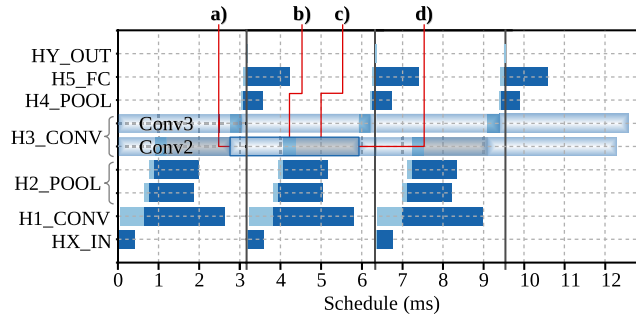 a) b) c) d)
HY_OUT
H5_FC
H4_POOL
Conv3
H3_CONV
Conv2
H2_POOL
H1_CONV
HX_IN
0 1 2 3 4 5 6 7 8 9 10 11 12
Schedule (ms)